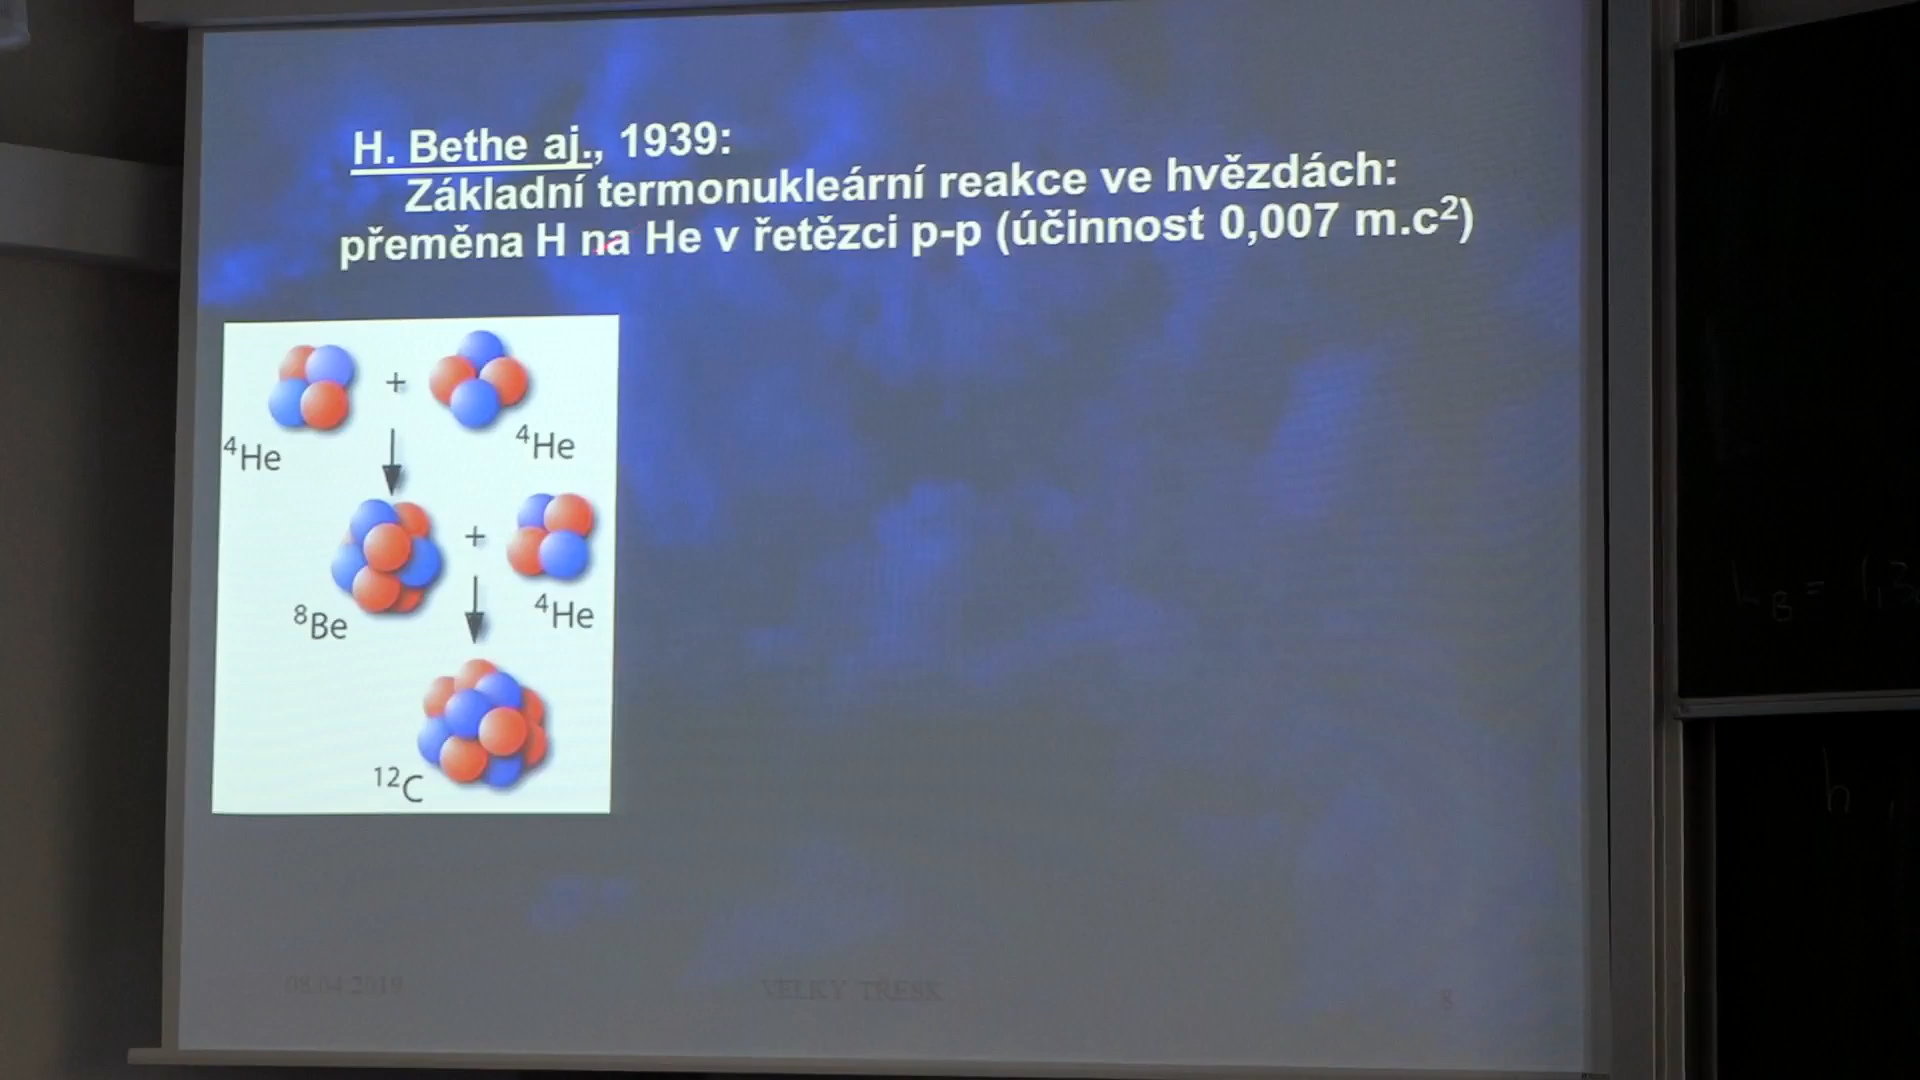 H. Bethe aj., 1939:
Základní termonukleární reakce ve hvězdách:
přeměna H na He v řetězci p-p (účinnost 0,007 m.c²)
+
⁴He
⁴He
+
⁸Be
⁴He
¹²C
08.04.2019
VELKÝ TŘESK
8